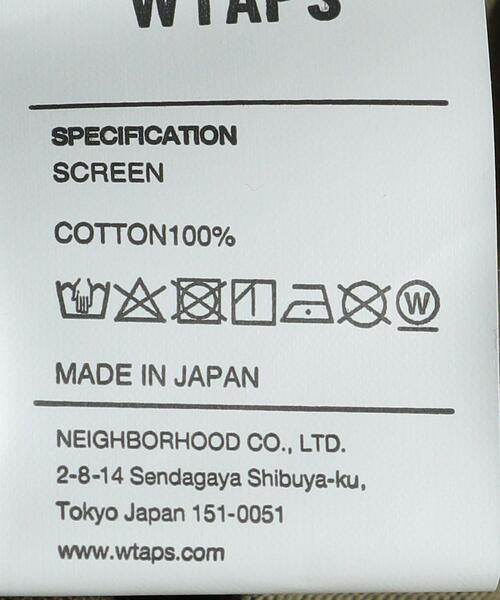 WTAPS
SPECIFICATION
SCREEN
COTTON100%
W
MADE IN JAPAN
NEIGHBORHOOD CO., LTD.
2-8-14 Sendagaya Shibuya-ku,
Tokyo Japan 151-0051
www.wtaps.com